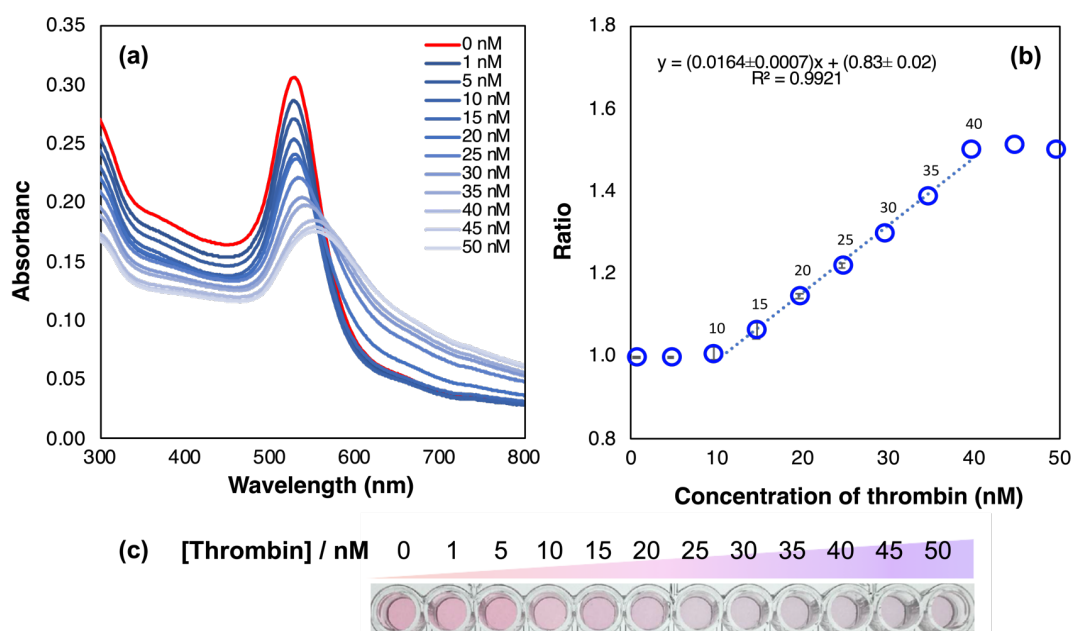 (a)
0.35
0.30
0.25
0.20
0.15
0.10
0.05
0.00
Absorbanc
300 400 500 600 700 800
Wavelength (nm)
0 nM
1 nM
5 nM
10 nM
15 nM
20 nM
25 nM
30 nM
35 nM
40 nM
45 nM
50 nM
(b)
y = (0.0164±0.0007)x + (0.83± 0.02)
R² = 0.9921
1.8
1.6
1.4
1.2
1.0
0.8
Ratio
10
15
20
25
30
35
40
0 10 20 30 40 50
Concentration of thrombin (nM)
(c) [Thrombin] / nM 0 1 5 10 15 20 25 30 35 40 45 50